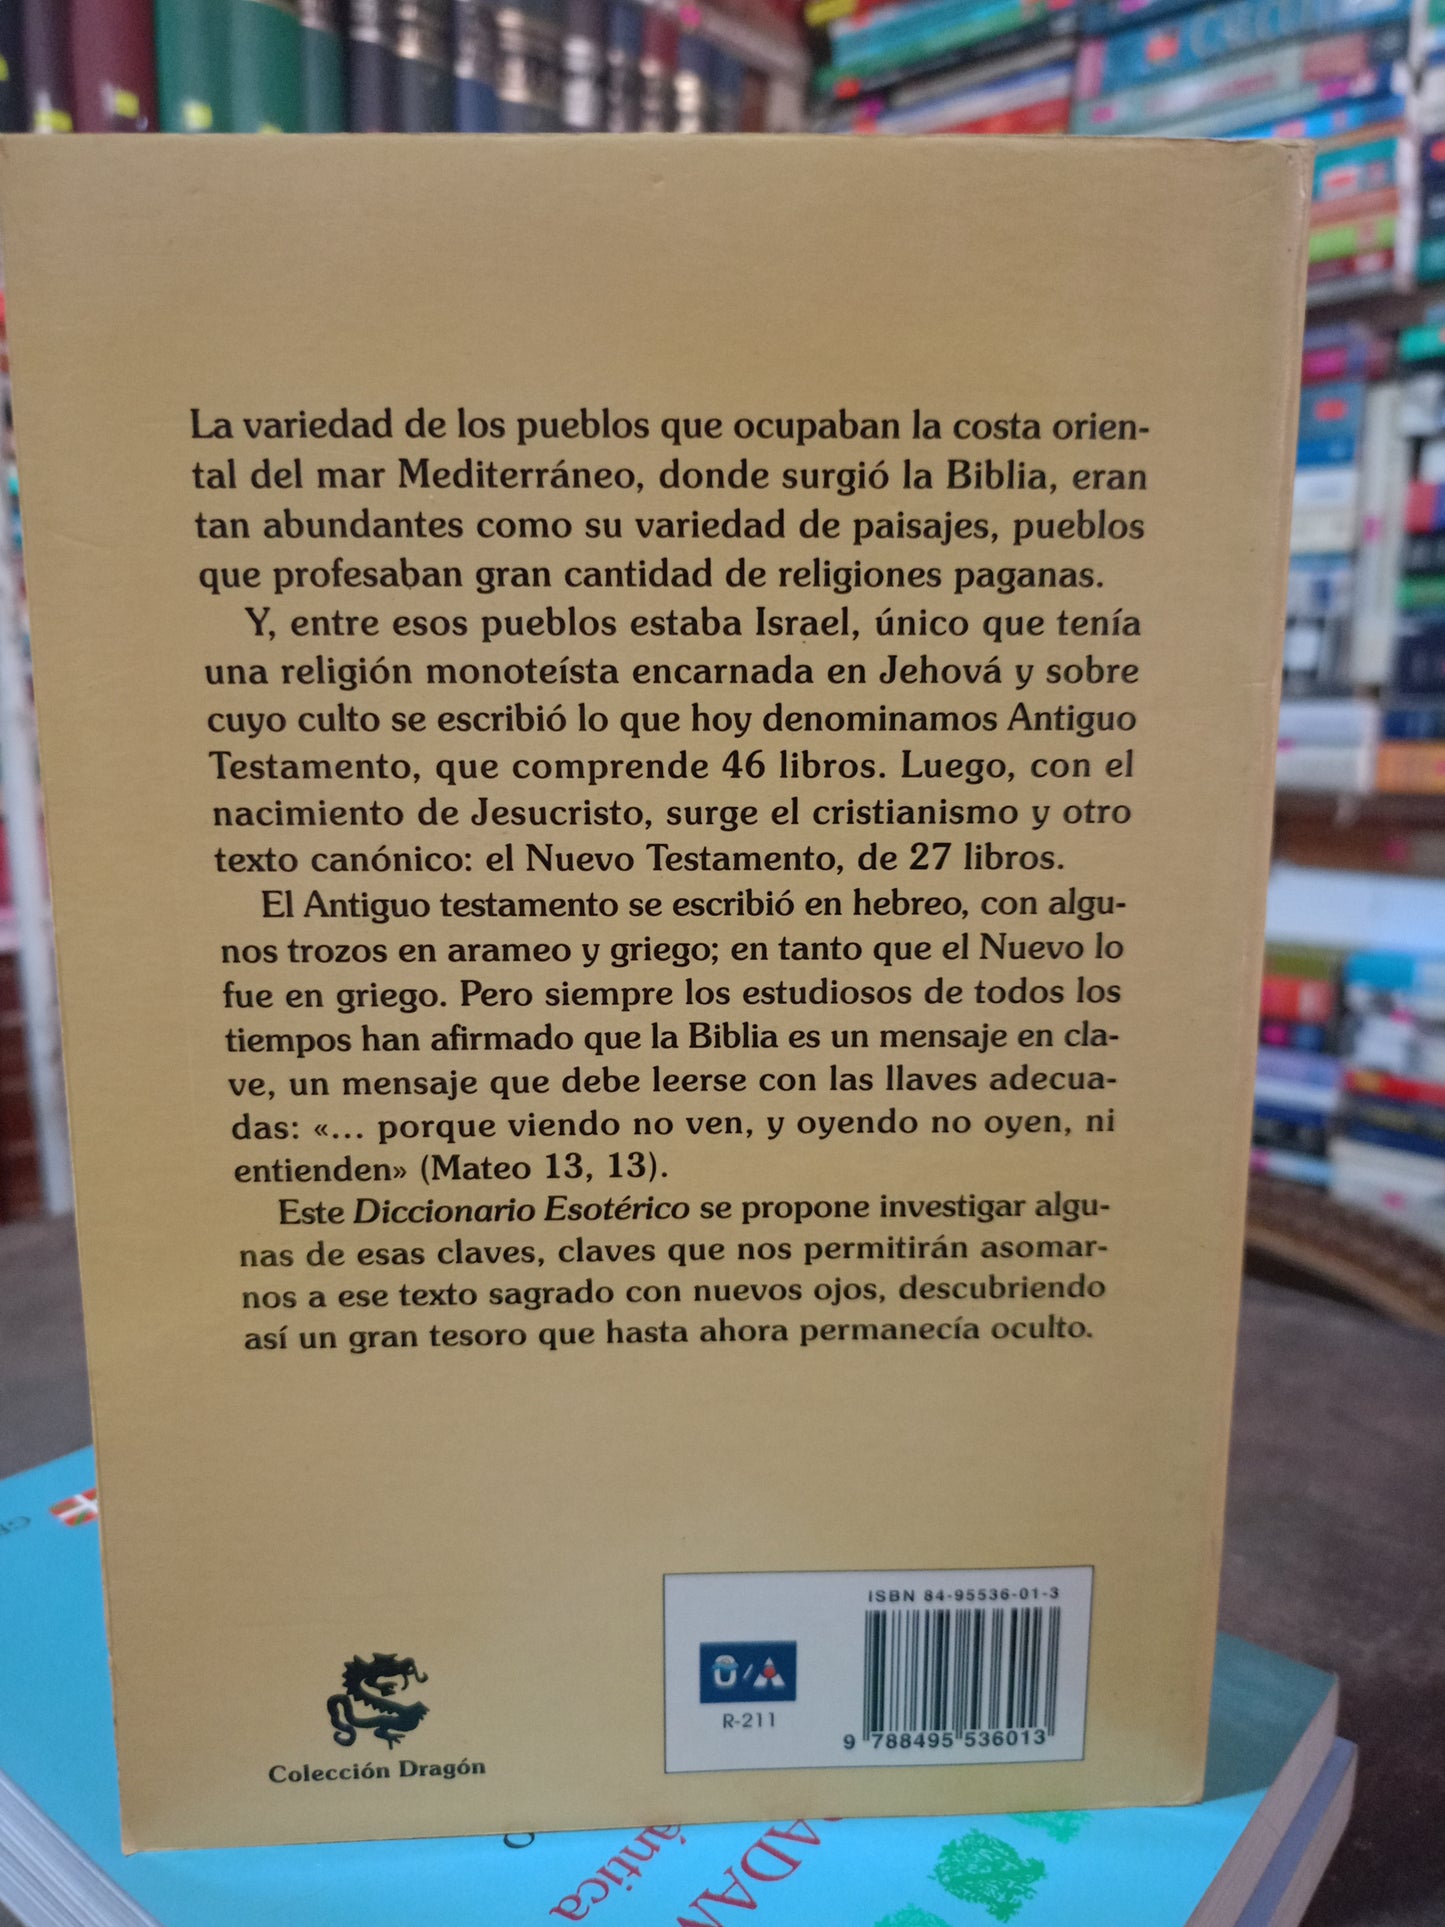 La variedad de los pueblos que ocupaban la costa orien-
tal del mar Mediterráneo, donde surgió la Biblia, eran
tan abundantes como su variedad de paisajes, pueblos
que profesaban gran cantidad de religiones paganas.
Y, entre esos pueblos estaba Israel, único que tenía
una religión monoteísta encarnada en Jehová y sobre
cuyo culto se escribió lo que hoy denominamos Antiguo
Testamento, que comprende 46 libros. Luego, con el
nacimiento de Jesucristo, surge el cristianismo y otro
texto canónico: el Nuevo Testamento, de 27 libros.
El Antiguo testamento se escribió en hebreo, con algu-
nos trozos en arameo y griego; en tanto que el Nuevo lo
fue en griego. Pero siempre los estudiosos de todos los
tiempos han afirmado que la Biblia es un mensaje en cla-
ve, un mensaje que debe leerse con las llaves adecua-
das: «... porque viendo no ven, y oyendo no oyen, ni
entienden» (Mateo 13, 13).
Este Diccionario Esotérico se propone investigar algu-
nas de esas claves, claves que nos permitirán asomar-
nos a ese texto sagrado con nuevos ojos, descubriendo
así un gran tesoro que hasta ahora permanecía oculto.
Colección Dragón
ISBN 84-95536-01-3
R-211
9 788495 536013
ántica